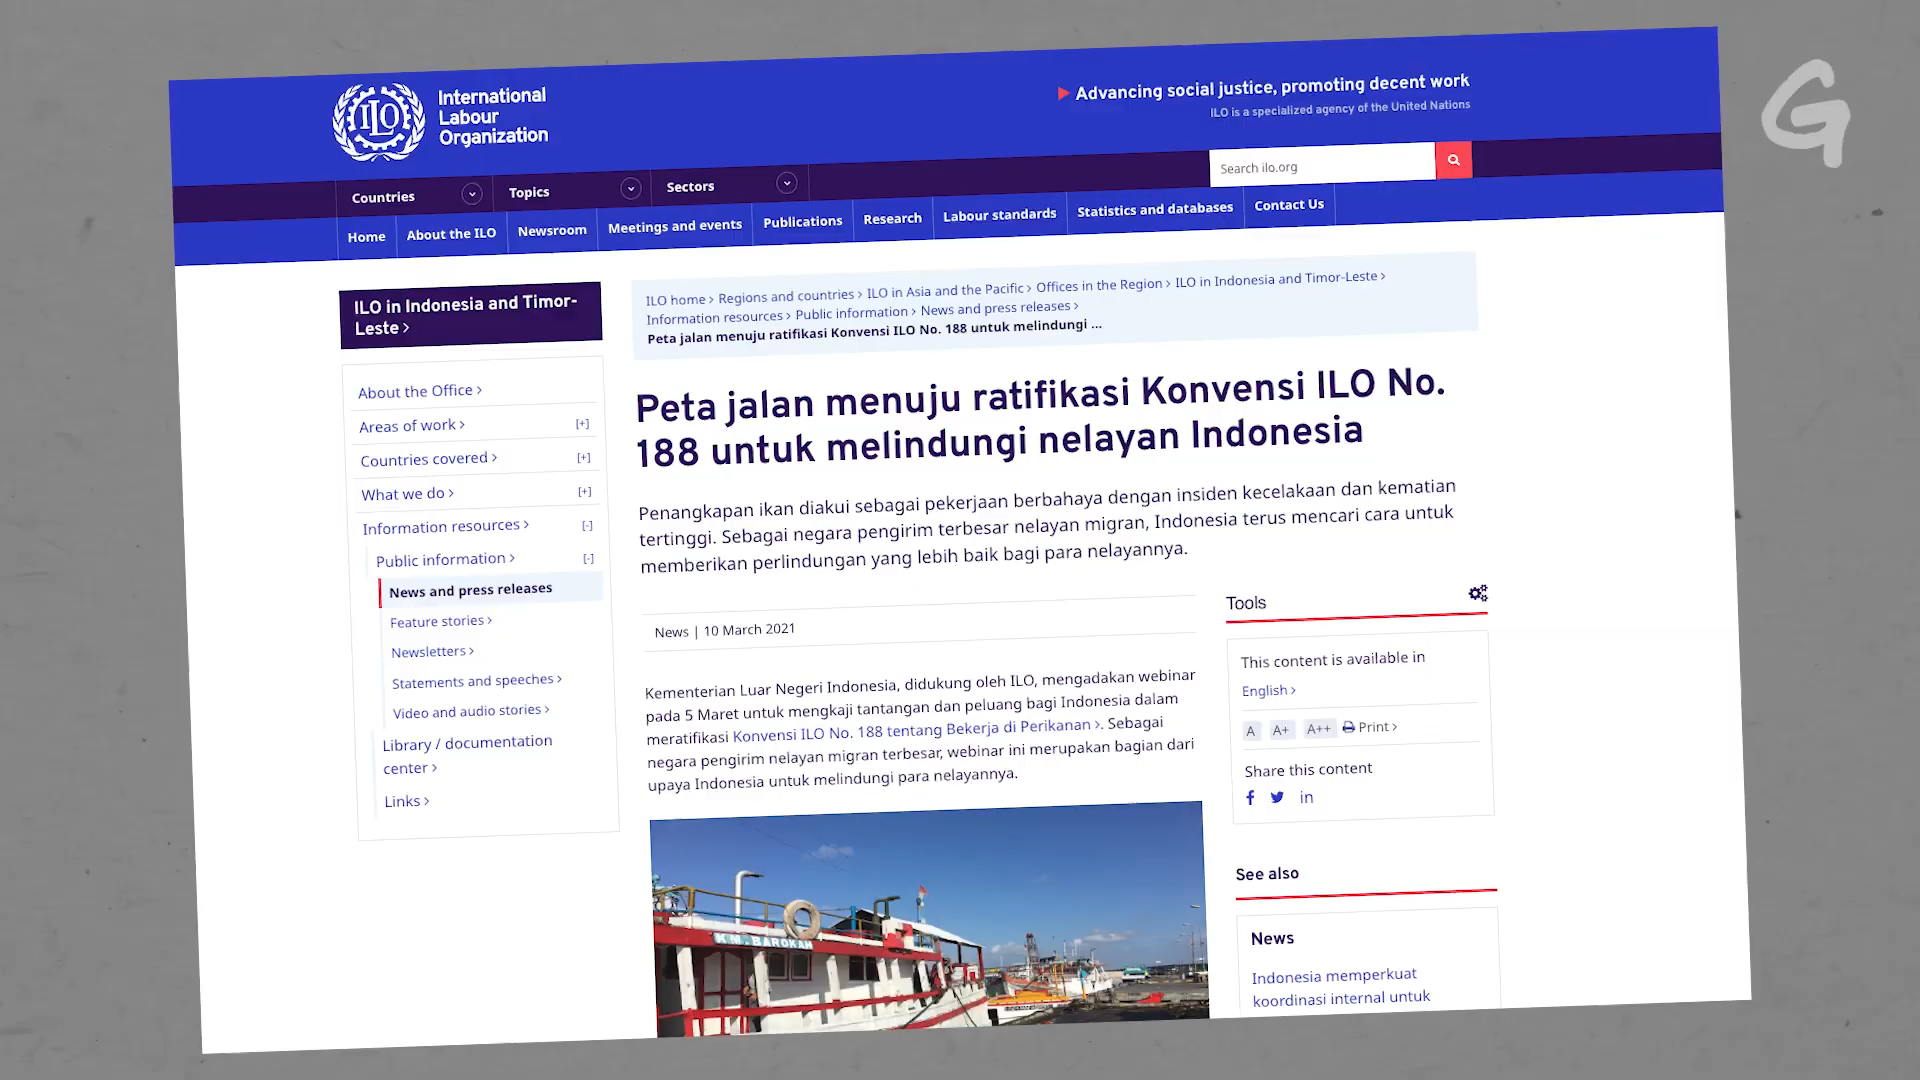 International
Labour
Organization
Advancing social justice, promoting decent work
ILO is a specialized agency of the United Nations
Search ilo.org
Countries
Topics
Sectors
Home
About the ILO
Newsroom
Meetings and events
Publications
Research
Labour standards
Statistics and databases
Contact Us
ILO in Indonesia and Timor-
Leste >
About the Office >
Areas of work > [+]
Countries covered > [+]
What we do > [+]
Information resources > [-]
Public information > [-]
News and press releases
Feature stories >
Newsletters >
Statements and speeches >
Video and audio stories >
Library / documentation
center >
Links >
ILO home > Regions and countries > ILO in Asia and the Pacific > Offices in the Region > ILO in Indonesia and Timor-Leste >
Information resources > Public information > News and press releases >
Peta jalan menuju ratifikasi Konvensi ILO No. 188 untuk melindungi ...
Peta jalan menuju ratifikasi Konvensi ILO No.
188 untuk melindungi nelayan Indonesia
Penangkapan ikan diakui sebagai pekerjaan berbahaya dengan insiden kecelakaan dan kematian
tertinggi. Sebagai negara pengirim terbesar nelayan migran, Indonesia terus mencari cara untuk
memberikan perlindungan yang lebih baik bagi para nelayannya.
News | 10 March 2021
Kementerian Luar Negeri Indonesia, didukung oleh ILO, mengadakan webinar
pada 5 Maret untuk mengkaji tantangan dan peluang bagi Indonesia dalam
meratifikasi Konvensi ILO No. 188 tentang Bekerja di Perikanan >. Sebagai
negara pengirim nelayan migran terbesar, webinar ini merupakan bagian dari
upaya Indonesia untuk melindungi para nelayannya.
K.M. BAROKAH
Tools
This content is available in
English >
A A+ A++ Print >
Share this content
f in
See also
News
Indonesia memperkuat
koordinasi internal untuk
ILO
G